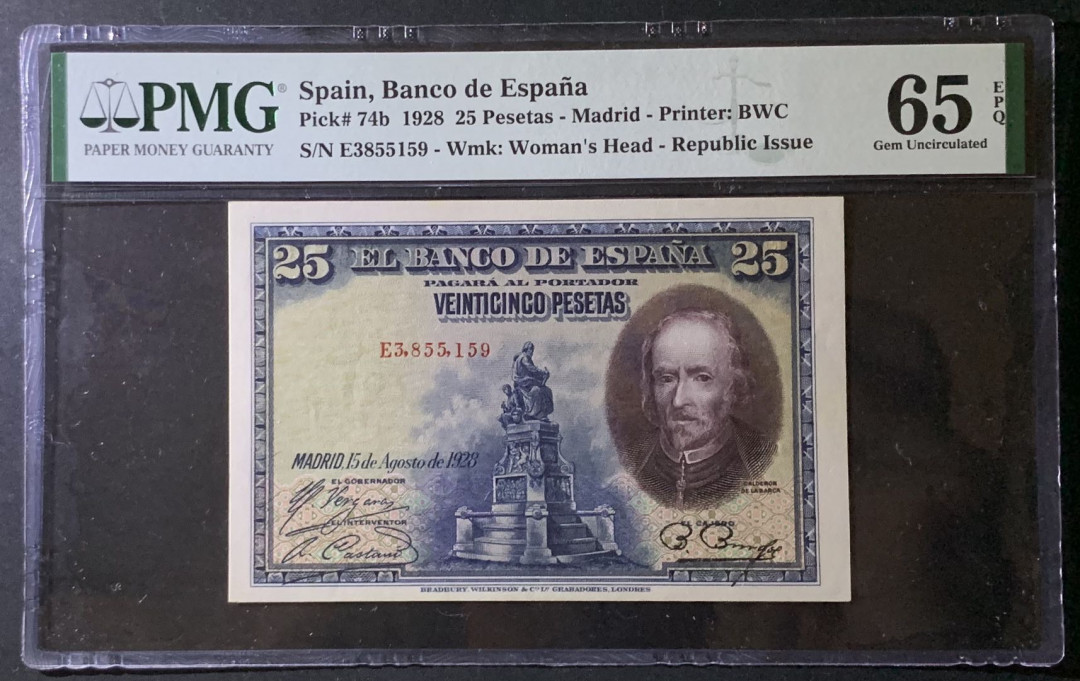 PMG®
PAPER MONEY GUARANTY
Spain, Banco de España
Pick# 74b 1928 25 Pesetas - Madrid - Printer: BWC
S/N E3855159 - Wmk: Woman's Head - Republic Issue
65
EPQ
Gem Uncirculated
25 EL BANCO DE ESPAÑA 25
PAGARÁ AL PORTADOR
VEINTICINCO PESETAS
E3,855,159
MADRID, 15 de Agosto de 1928
EL GOBERNADOR
Vergara
EL INTERVENTOR
A. Castaño
CALDERON
DE LA BARCA
EL CAJERO
BRADBURY, WILKINSON & Cº Lᴰ GRABADORES, LONDRES